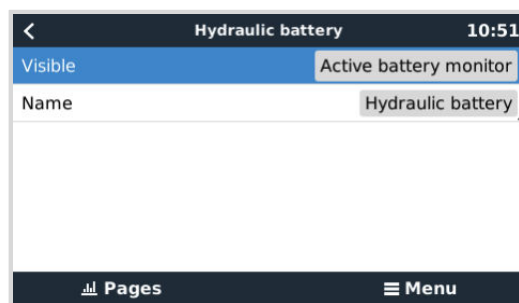 Hydraulic battery 10:51
Visible Active battery monitor
Name Hydraulic battery
Pages Menu